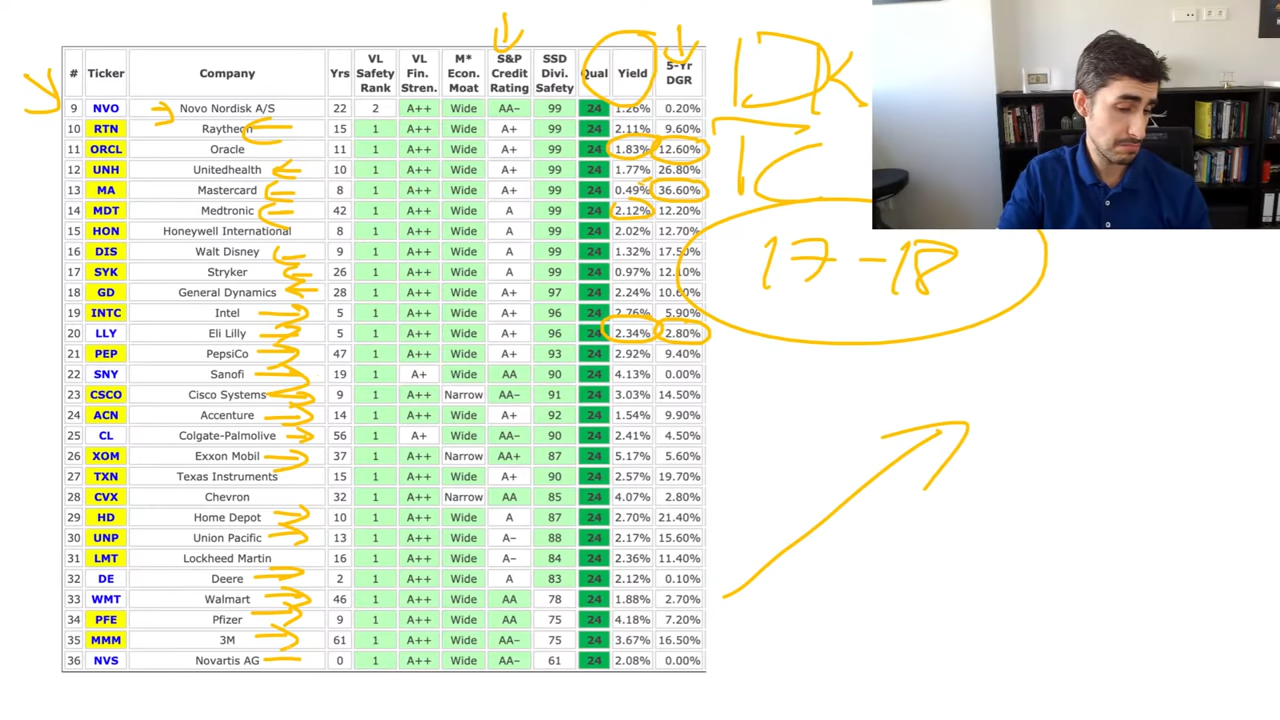 # Ticker Company Yrs VL Safety Rank VL Fin. Stren. M* Econ. Moat S&P Credit Rating SSD Divi. Safety Qual Yield 5-Yr DGR
9 NVO Novo Nordisk A/S 22 2 A++ Wide AA− 99 24 1.26% 0.20%
10 RTN Raytheon 15 1 A++ Wide A+ 99 24 2.11% 9.60%
11 ORCL Oracle 11 1 A++ Wide A+ 99 24 1.83% 12.60%
12 UNH Unitedhealth 10 1 A++ Wide A+ 99 24 1.77% 26.80%
13 MA Mastercard 8 1 A++ Wide A+ 99 24 0.49% 36.60%
14 MDT Medtronic 42 1 A++ Wide A 99 24 2.12% 12.20%
15 HON Honeywell International 8 1 A++ Wide A 99 24 2.02% 12.70%
16 DIS Walt Disney 9 1 A++ Wide A 99 24 1.32% 17.50%
17 SYK Stryker 26 1 A++ Wide A 99 24 0.97% 12.10%
18 GD General Dynamics 28 1 A++ Wide A+ 97 24 2.24% 10.60%
19 INTC Intel 5 1 A++ Wide A+ 96 24 2.76% 5.90%
20 LLY Eli Lilly 5 1 A++ Wide A+ 96 24 2.34% 2.80%
21 PEP PepsiCo 47 1 A++ Wide A+ 93 24 2.92% 9.40%
22 SNY Sanofi 19 1 A+ Wide AA 90 24 4.13% 0.00%
23 CSCO Cisco Systems 9 1 A++ Narrow AA− 91 24 3.03% 14.50%
24 ACN Accenture 14 1 A++ Wide A+ 92 24 1.54% 9.90%
25 CL Colgate-Palmolive 56 1 A+ Wide AA− 90 24 2.41% 4.50%
26 XOM Exxon Mobil 37 1 A++ Narrow AA+ 87 24 5.17% 5.60%
27 TXN Texas Instruments 15 1 A++ Wide A+ 90 24 2.57% 19.70%
28 CVX Chevron 32 1 A++ Narrow AA 85 24 4.07% 2.80%
29 HD Home Depot 10 1 A++ Wide A 87 24 2.70% 21.40%
30 UNP Union Pacific 13 1 A++ Wide A− 88 24 2.17% 15.60%
31 LMT Lockheed Martin 16 1 A++ Wide A− 84 24 2.36% 11.40%
32 DE Deere 2 1 A++ Wide A 83 24 2.12% 0.10%
33 WMT Walmart 46 1 A++ Wide AA 78 24 1.88% 2.70%
34 PFE Pfizer 9 1 A++ Wide AA 75 24 4.18% 7.20%
35 MMM 3M 61 1 A++ Wide AA− 75 24 3.67% 16.50%
36 NVS Novartis AG 0 1 A++ Wide AA− 61 24 2.08% 0.00%
17-18